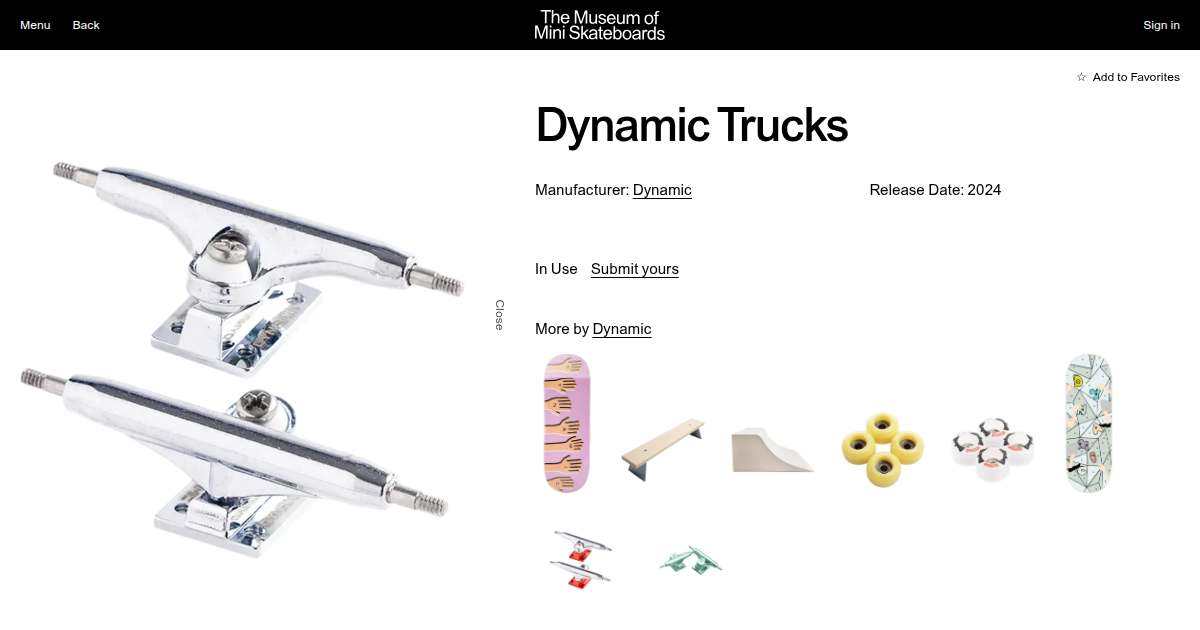 Menu
Back
The Museum of
Mini Skateboards
Sign in
☆ Add to Favorites
Dynamic Trucks
Manufacturer: Dynamic
Release Date: 2024
In Use Submit yours
Close
More by Dynamic